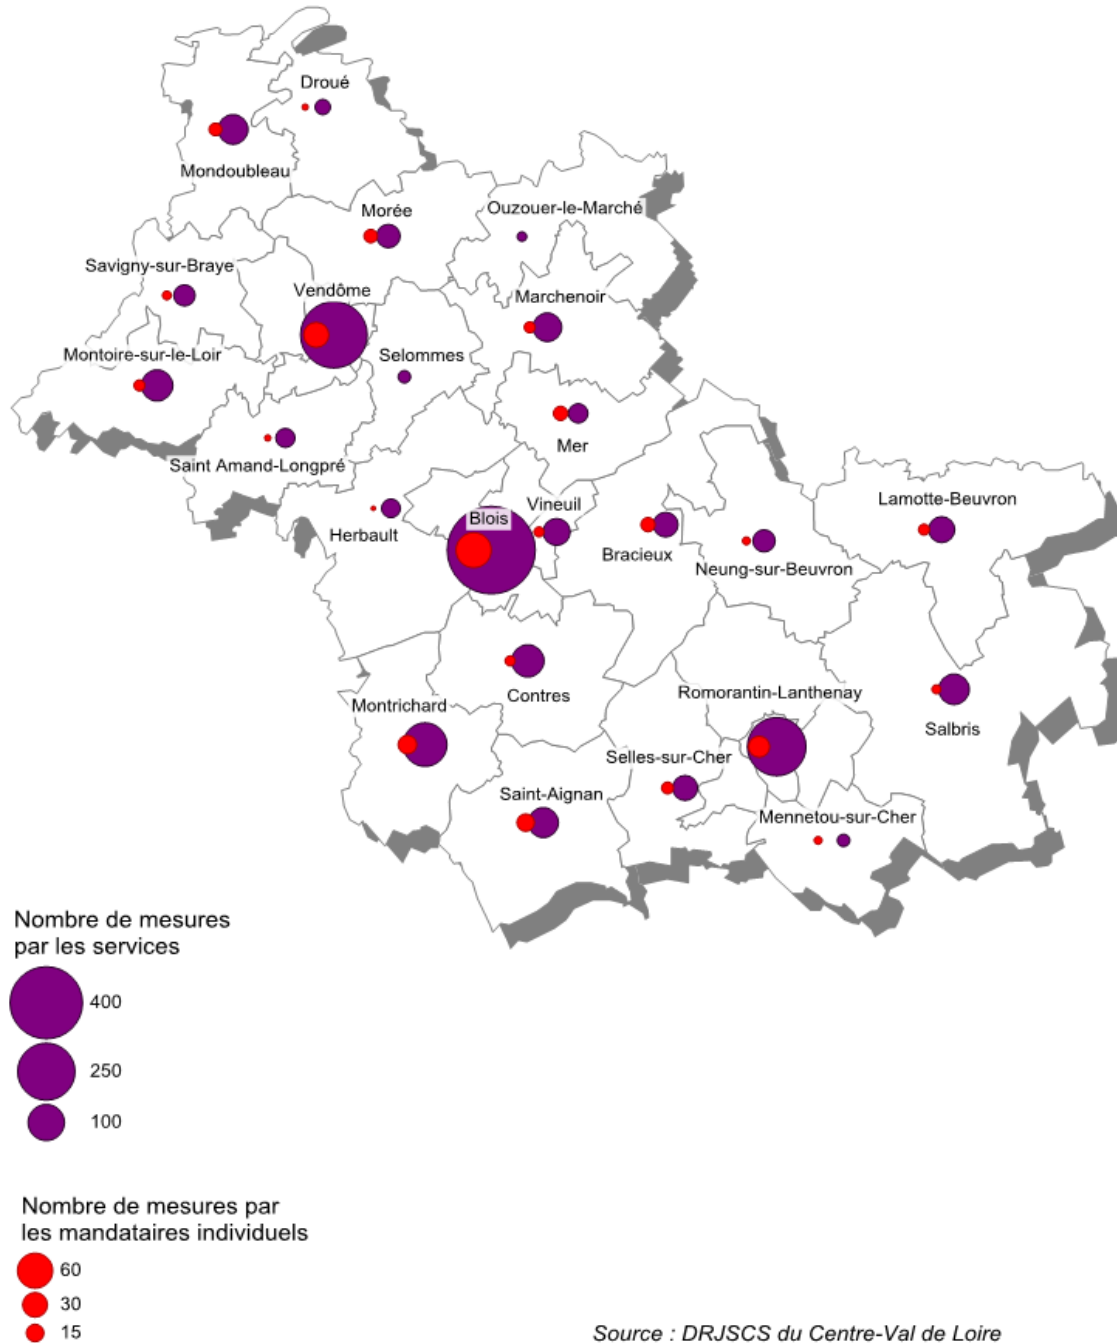 Droué
Mondoubleau
Morée
Ouzouer-le-Marché
Savigny-sur-Braye
Vendôme
Marchenoir
Montoire-sur-le-Loir
Selommes
Mer
Saint Amand-Longpré
Lamotte-Beuvron
Vineuil
Blois
Herbault
Bracieux
Neung-sur-Beuvron
Romorantin-Lanthenay
Contres
Montrichard
Salbris
Selles-sur-Cher
Saint-Aignan
Mennetou-sur-Cher
Nombre de mesures
par les services
400
250
100
Nombre de mesures par
les mandataires individuels
60
30
15
Source : DRJSCS du Centre-Val de Loire